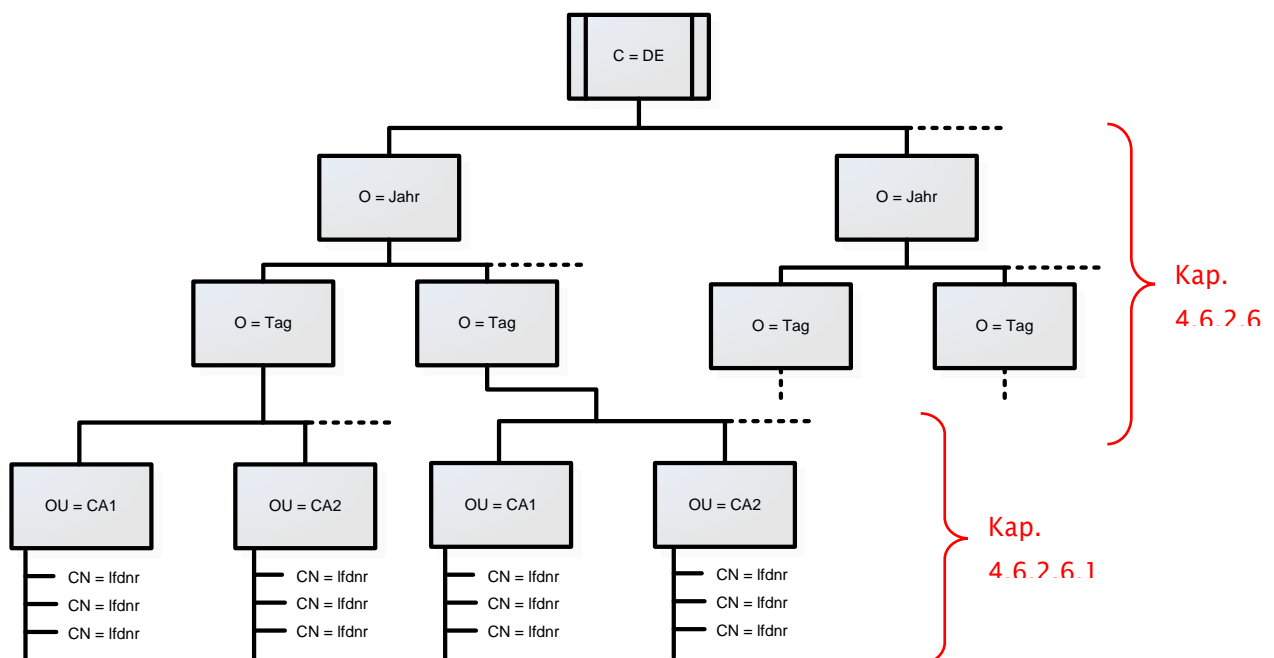 C = DE
O = Jahr
O = Jahr
Kap.
4.6.2.6
O = Tag
O = Tag
O = Tag
O = Tag
OU = CA1
OU = CA2
OU = CA1
OU = CA2
Kap.
4.6.2.6.1
CN = lfdnr
CN = lfdnr
CN = lfdnr
CN = lfdnr
CN = lfdnr
CN = lfdnr
CN = lfdnr
CN = lfdnr
CN = lfdnr
CN = lfdnr
CN = lfdnr
CN = lfdnr